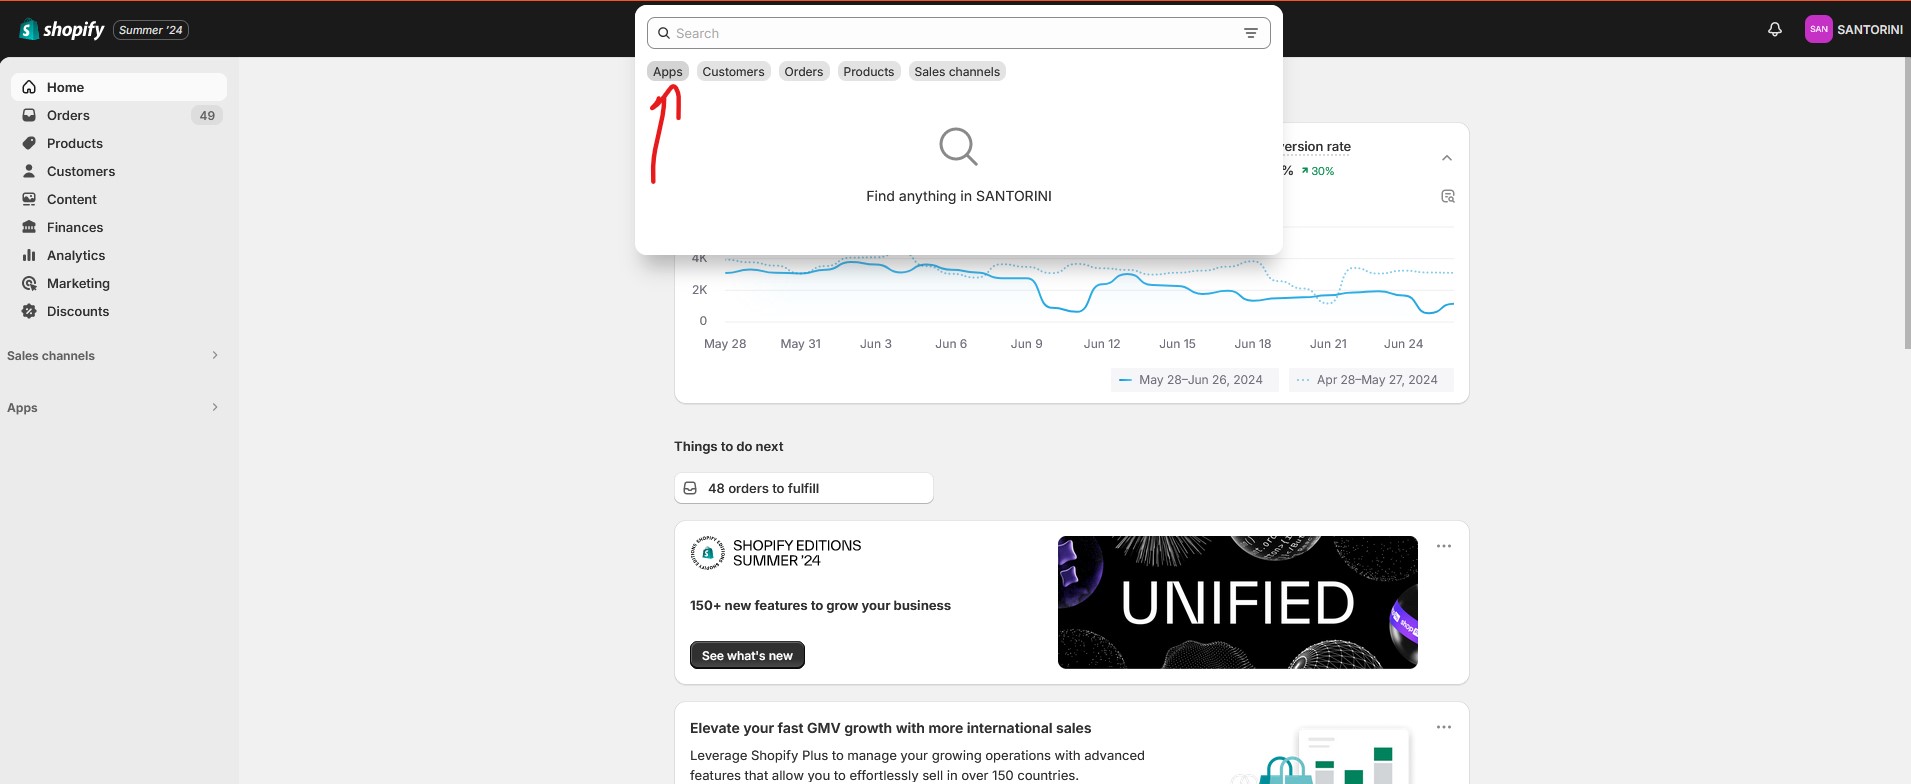 shopify
Summer '24
Search
SAN
SANTORINI
Apps
Customers
Orders
Products
Sales channels
Find anything in SANTORINI
Home
Orders
49
Products
Customers
Content
Finances
Analytics
Marketing
Discounts
Sales channels
Apps
ersion rate
% 30%
4K
2K
0
May 28
May 31
Jun 3
Jun 6
Jun 9
Jun 12
Jun 15
Jun 18
Jun 21
Jun 24
May 28–Jun 26, 2024
Apr 28–May 27, 2024
Things to do next
48 orders to fulfill
SHOPIFY EDITIONS
SUMMER '24
150+ new features to grow your business
See what's new
UNIFIED
shop
Elevate your fast GMV growth with more international sales
Leverage Shopify Plus to manage your growing operations with advanced
features that allow you to effortlessly sell in over 150 countries.